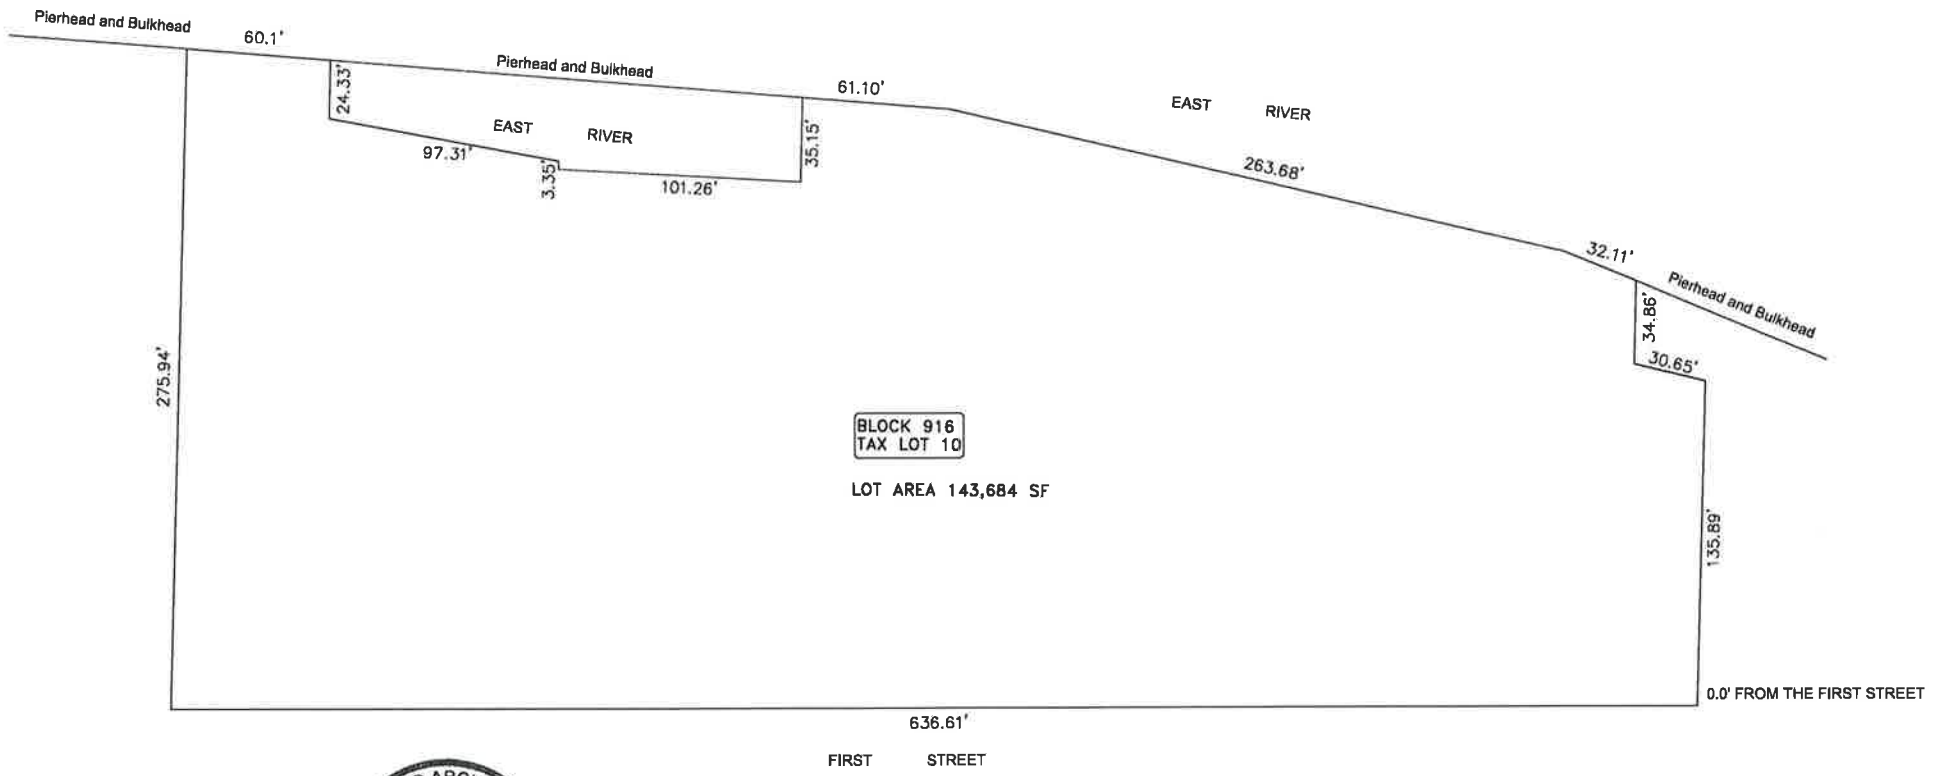 Pierhead and Bulkhead
60.1'
Pierhead and Bulkhead
61.10'
EAST RIVER
24.33'
EAST RIVER
35.15'
97.31'
3.35'
101.26'
263.68'
32.11'
Pierhead and Bulkhead
34.86'
30.65'
275.94'
BLOCK 916
TAX LOT 10
LOT AREA 143,684 SF
135.89'
0.0' FROM THE FIRST STREET
636.61'
FIRST STREET